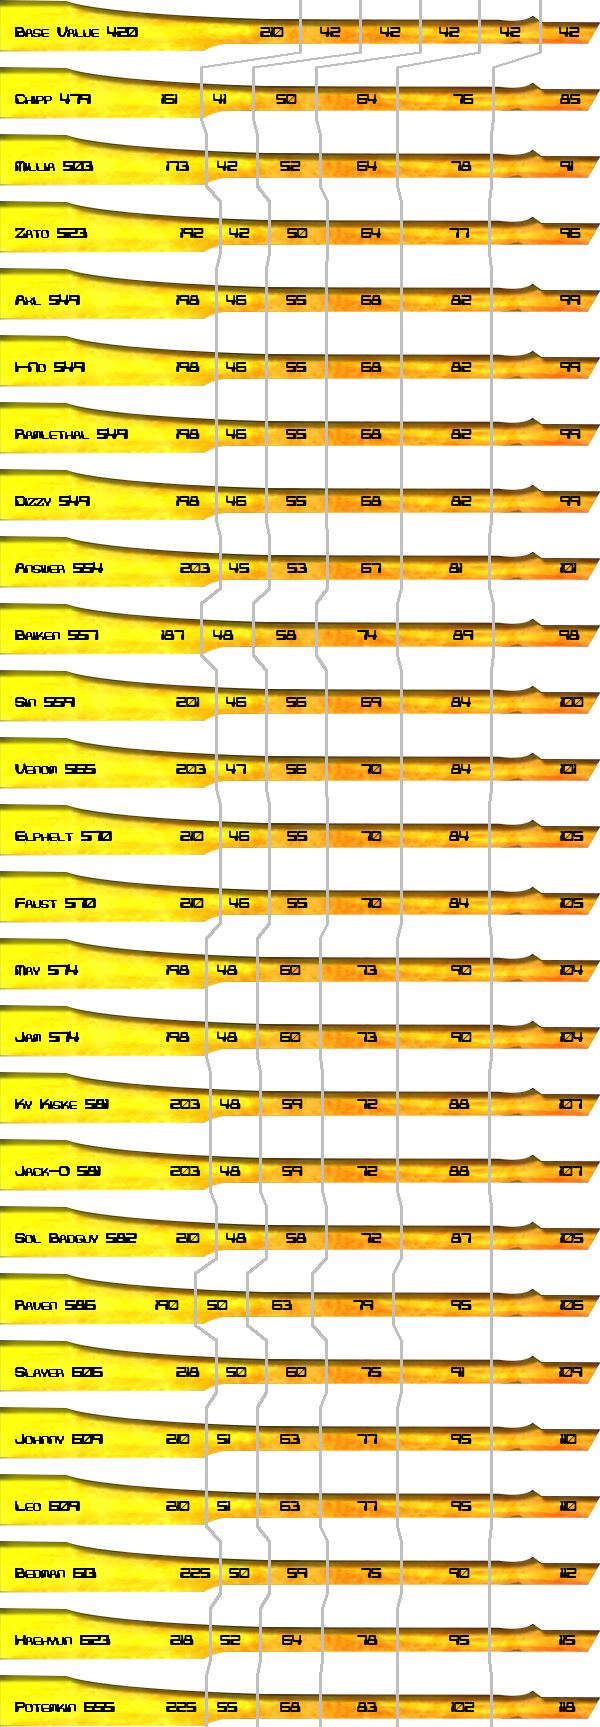 Base Value 420 210 42 42 42 42 42
Chipp 479 161 41 50 64 76 85
Millia 503 173 42 52 64 78 91
Zato 523 192 42 50 64 77 96
Axl 549 198 46 55 68 82 99
I-No 549 198 46 55 68 82 99
Ramlethal 549 198 46 55 68 82 99
Dizzy 549 198 46 55 68 82 99
Answer 554 203 45 53 67 81 101
Baiken 557 187 48 58 74 89 98
Sin 559 201 46 56 69 84 100
Venom 565 203 47 56 70 84 101
Elphelt 570 210 46 55 70 84 105
Faust 570 210 46 55 70 84 105
May 574 198 48 60 73 90 104
Jam 574 198 48 60 73 90 104
Ky Kiske 581 203 48 59 72 88 107
Jack-O 581 203 48 59 72 88 107
Sol Badguy 582 210 48 58 72 87 105
Raven 586 190 50 63 79 95 106
Slayer 606 218 50 60 75 91 109
Johnny 609 210 51 63 77 95 110
Leo 609 210 51 63 77 95 110
Bedman 613 225 50 59 75 90 112
Haehyun 623 218 52 64 78 95 115
Potemkin 655 225 55 68 83 102 118